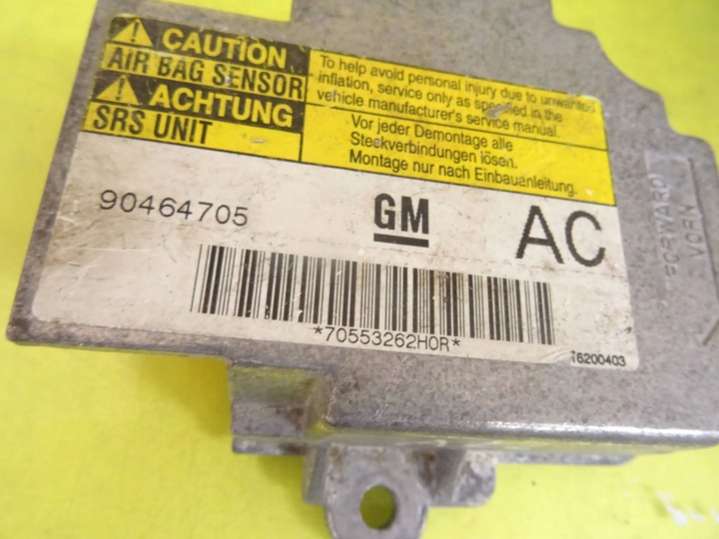 CAUTION
AIR BAG SENSOR
ACHTUNG
SRS UNIT
To help avoid personal injury due to unwanted
inflation, service only as specified in the
vehicle manufacturer's service manual.
Vor jeder Demontage alle
Steckverbindungen lösen.
Montage nur nach Einbauanleitung.
90464705
GM
AC
*70553262H0R*
16200403
FORWARD
VORN